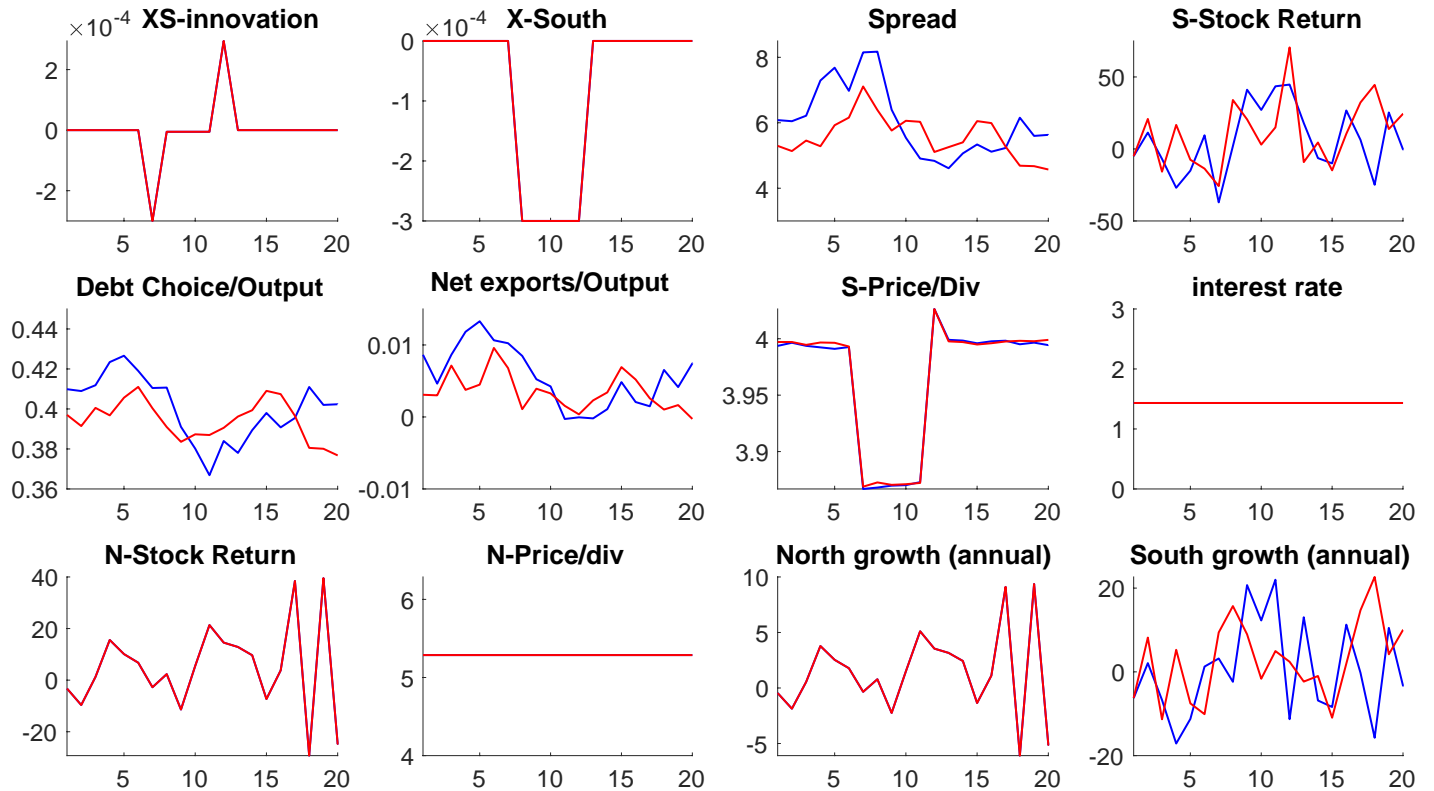 XS-innovation
×10⁻⁴
2
0
-2
5 10 15 20
X-South
×10⁻⁴
0
-1
-2
-3
5 10 15 20
Spread
8
6
4
5 10 15 20
S-Stock Return
50
0
-50
5 10 15 20
Debt Choice/Output
0.44
0.42
0.4
0.38
0.36
5 10 15 20
Net exports/Output
0.01
0
-0.01
5 10 15 20
S-Price/Div
4
3.95
3.9
5 10 15 20
interest rate
3
2
1
0
5 10 15 20
N-Stock Return
40
20
0
-20
5 10 15 20
N-Price/div
6
5
4
5 10 15 20
North growth (annual)
10
5
0
-5
5 10 15 20
South growth (annual)
20
0
-20
5 10 15 20